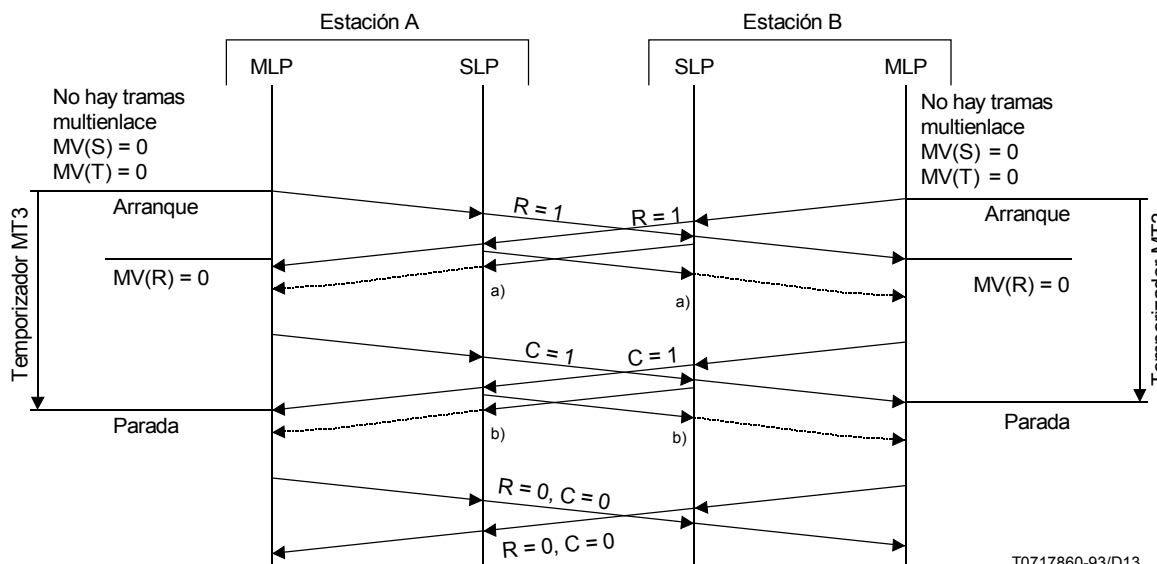 Estación A
Estación B
MLP
SLP
SLP
MLP
No hay tramas
multienlace
MV(S) = 0
MV(T) = 0
No hay tramas
multienlace
MV(S) = 0
MV(T) = 0
Temporizador MT3
Arranque
R = 1
R = 1
Arranque
MV(R) = 0
a)
a)
MV(R) = 0
C = 1
C = 1
Parada
b)
b)
Parada
R = 0, C = 0
R = 0, C = 0
T0717860-93/D13